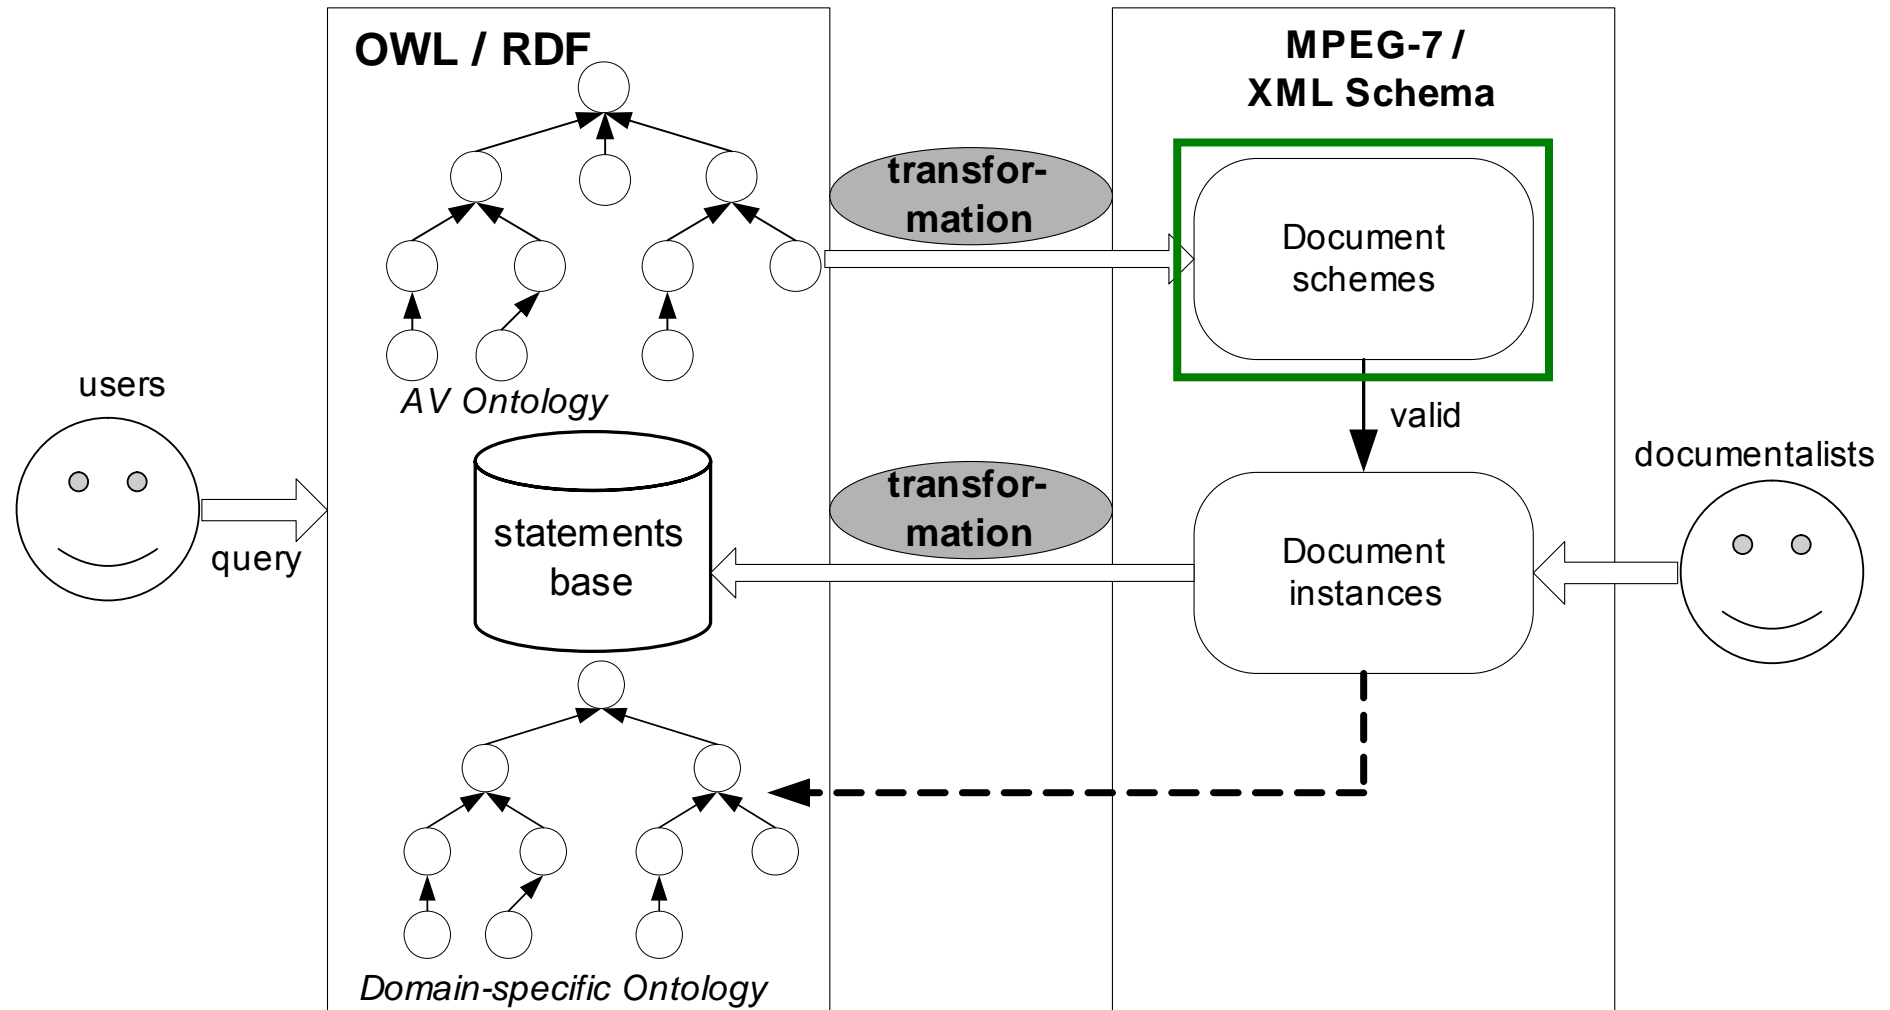 OWL / RDF
MPEG-7 /
XML Schema
transfor-
mation
Document
schemes
users
AV Ontology
valid
documentalists
query
statements
base
transfor-
mation
Document
instances
Domain-specific Ontology